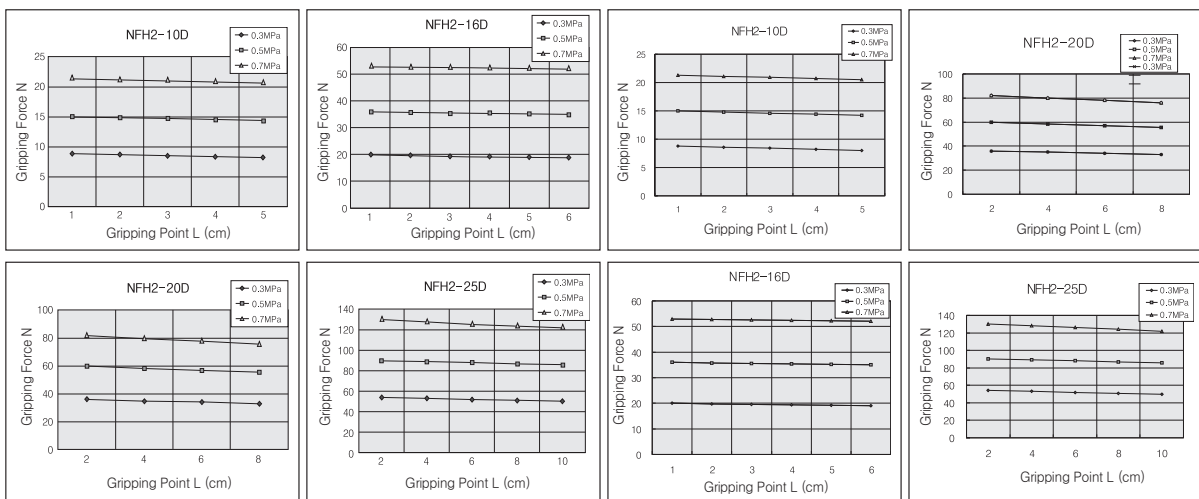 NFH2-10D
0.3MPa
0.5MPa
0.7MPa
Gripping Force N
25
20
15
10
5
0
1 2 3 4 5
Gripping Point L (cm)
NFH2-16D
0.3MPa
0.5MPa
0.7MPa
Gripping Force N
60
50
40
30
20
10
0
1 2 3 4 5 6
Gripping Point L (cm)
NFH2-10D
0.3MPa
0.5MPa
0.7MPa
Gripping Force N
25
20
15
10
5
0
1 2 3 4 5
Gripping Point L (cm)
NFH2-20D
0.3MPa
0.5MPa
0.7MPa
0.3MPa
Gripping Force N
100
80
60
40
20
0
2 4 6 8
Gripping Point L (cm)
NFH2-20D
0.3MPa
0.5MPa
0.7MPa
Gripping Force N
100
80
60
40
20
0
2 4 6 8
Gripping Point L (cm)
NFH2-25D
0.3MPa
0.5MPa
0.7MPa
Gripping Force N
140
120
100
80
60
40
20
0
2 4 6 8 10
Gripping Point L (cm)
NFH2-16D
0.3MPa
0.5MPa
0.7MPa
Gripping Force N
60
50
40
30
20
10
0
1 2 3 4 5 6
Gripping Point L (cm)
NFH2-25D
0.3MPa
0.5MPa
0.7MPa
Gripping Force N
140
120
100
80
60
40
20
0
2 4 6 8 10
Gripping Point L (cm)